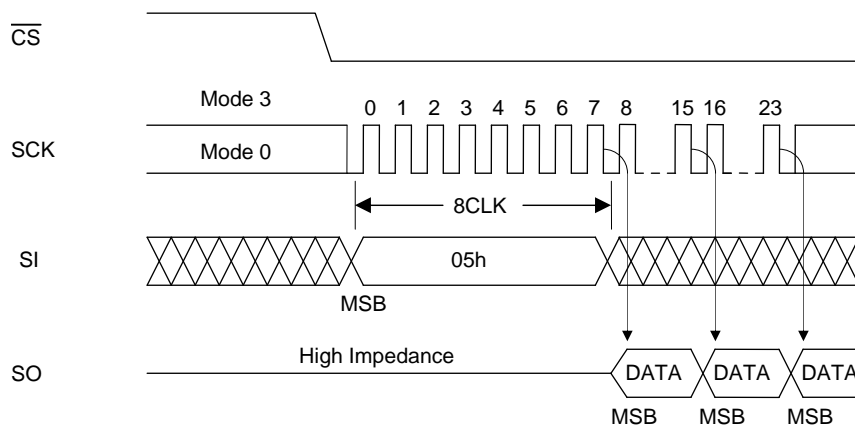 CS
Mode 3
0 1 2 3 4 5 6 7 8 15 16 23
SCK
Mode 0
8CLK
SI
05h
MSB
High Impedance
SO
DATA DATA DATA
MSB MSB MSB